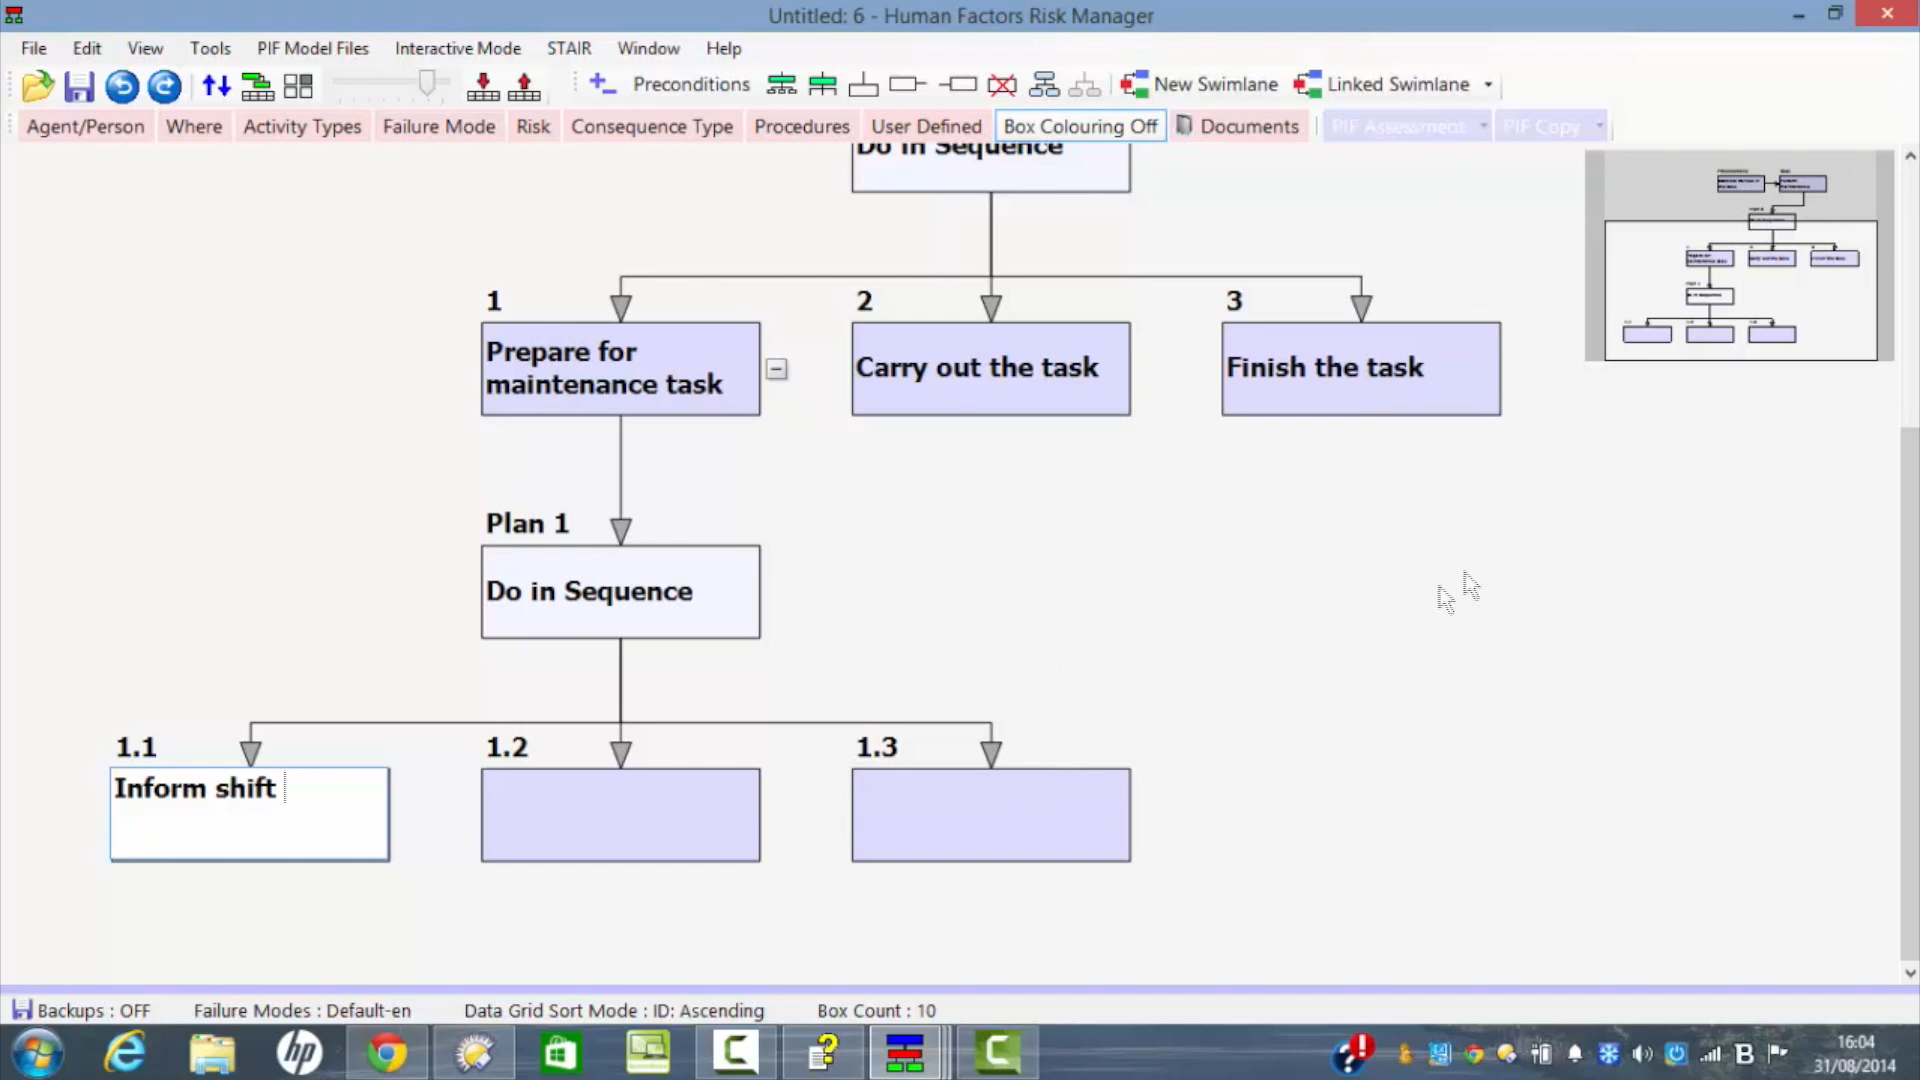 Untitled: 6 - Human Factors Risk Manager
File Edit View Tools PIF Model Files Interactive Mode STAIR Window Help
Preconditions New Swimlane Linked Swimlane
Agent/Person Where Activity Types Failure Mode Risk Consequence Type Procedures User Defined Box Colouring Off Documents PIF Assessment PIF Copy
Do in Sequence
1 2 3
Prepare for
maintenance task
Carry out the task
Finish the task
Plan 1
Do in Sequence
1.1 1.2 1.3
Inform shift
Backups : OFF Failure Modes : Default-en Data Grid Sort Mode : ID: Ascending Box Count : 10
16:04
31/08/2014